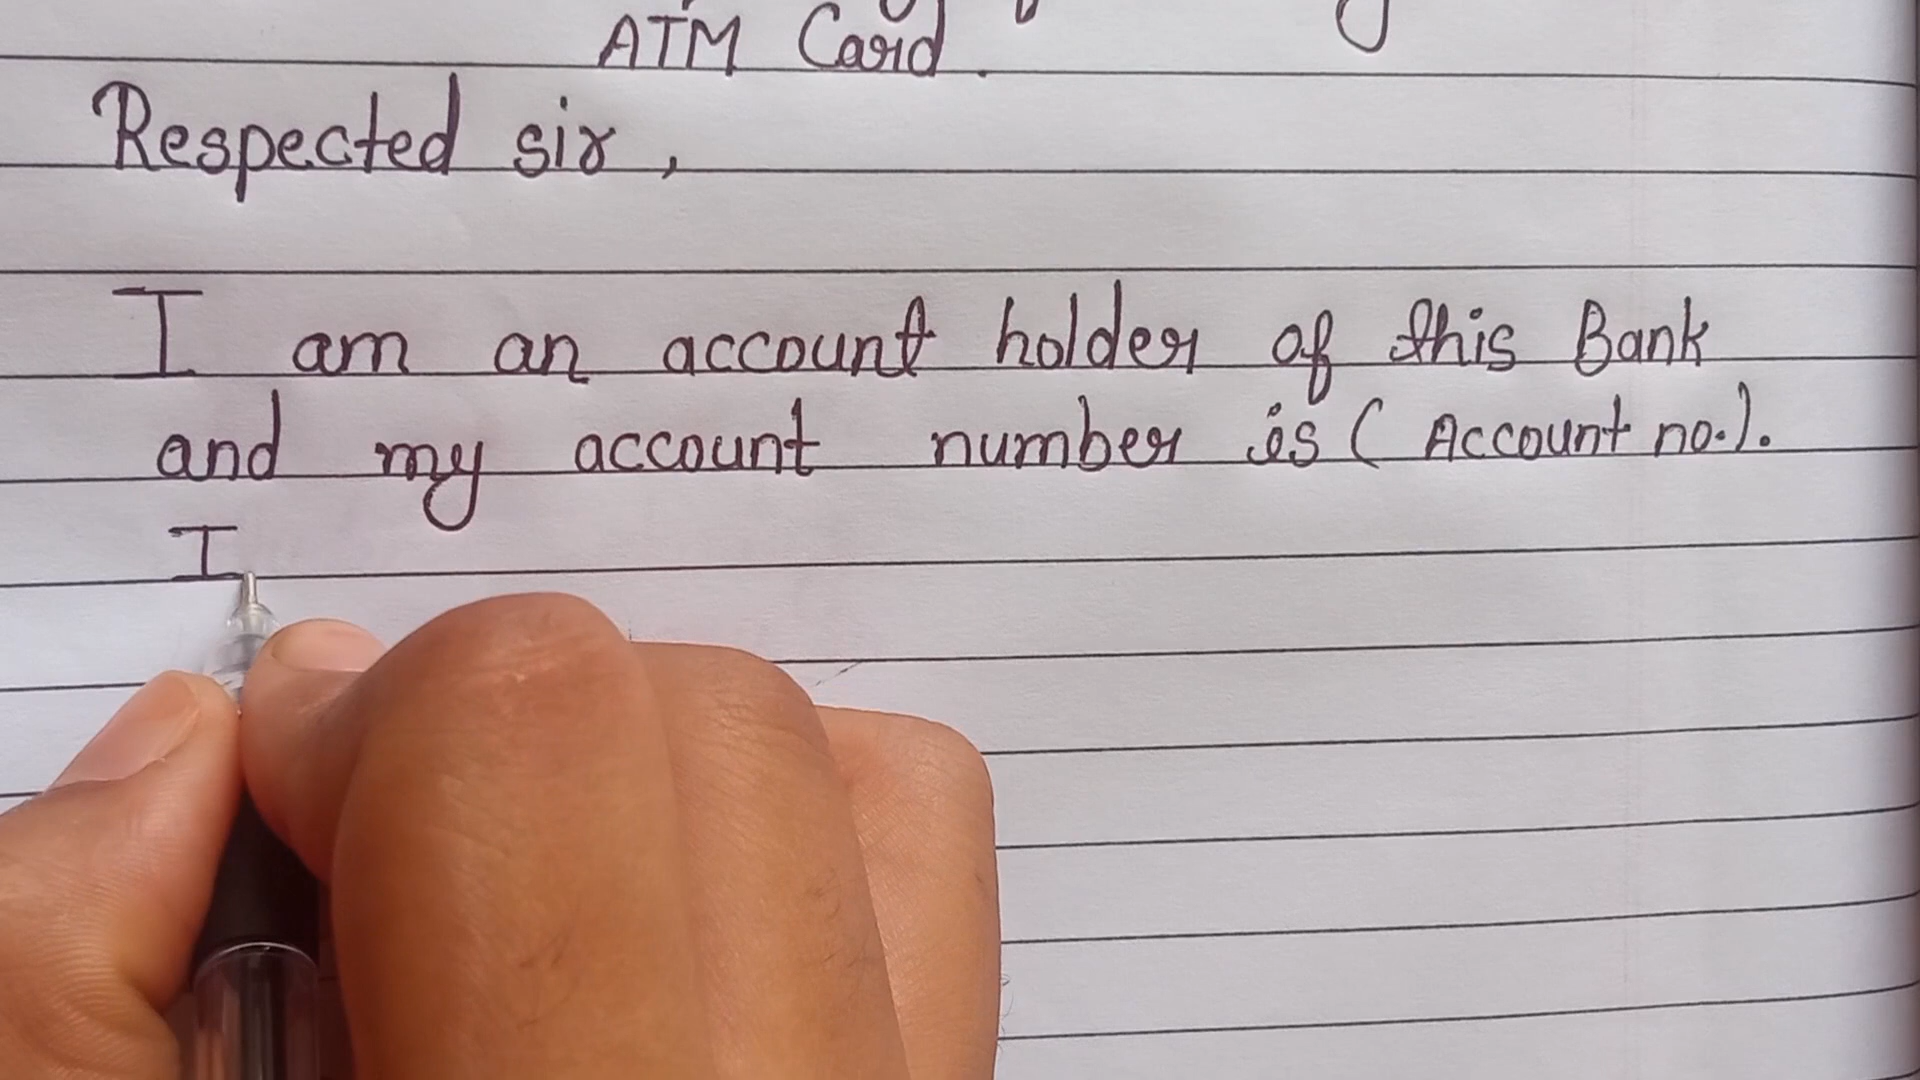 ATM Card.
Respected sir,
I am an account holder of this Bank
and my account number is ( Account no.).
I